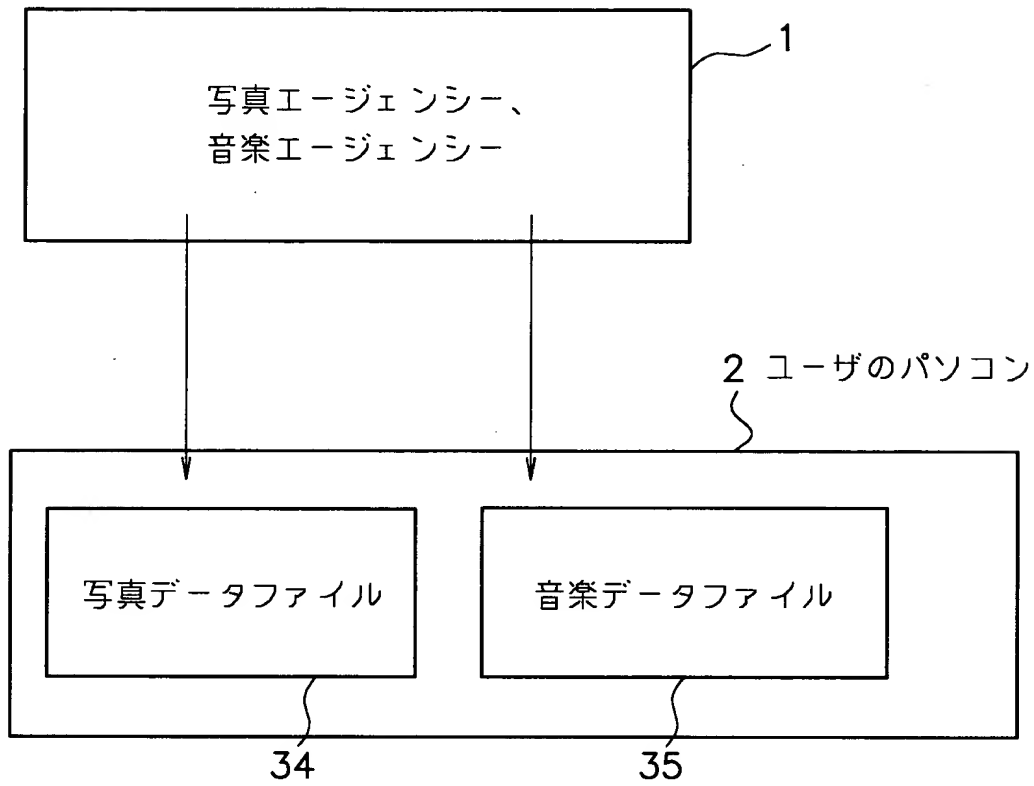 1
写真エージェンシー、
音楽エージェンシー
2 ユーザのパソコン
写真データファイル
音楽データファイル
34
35